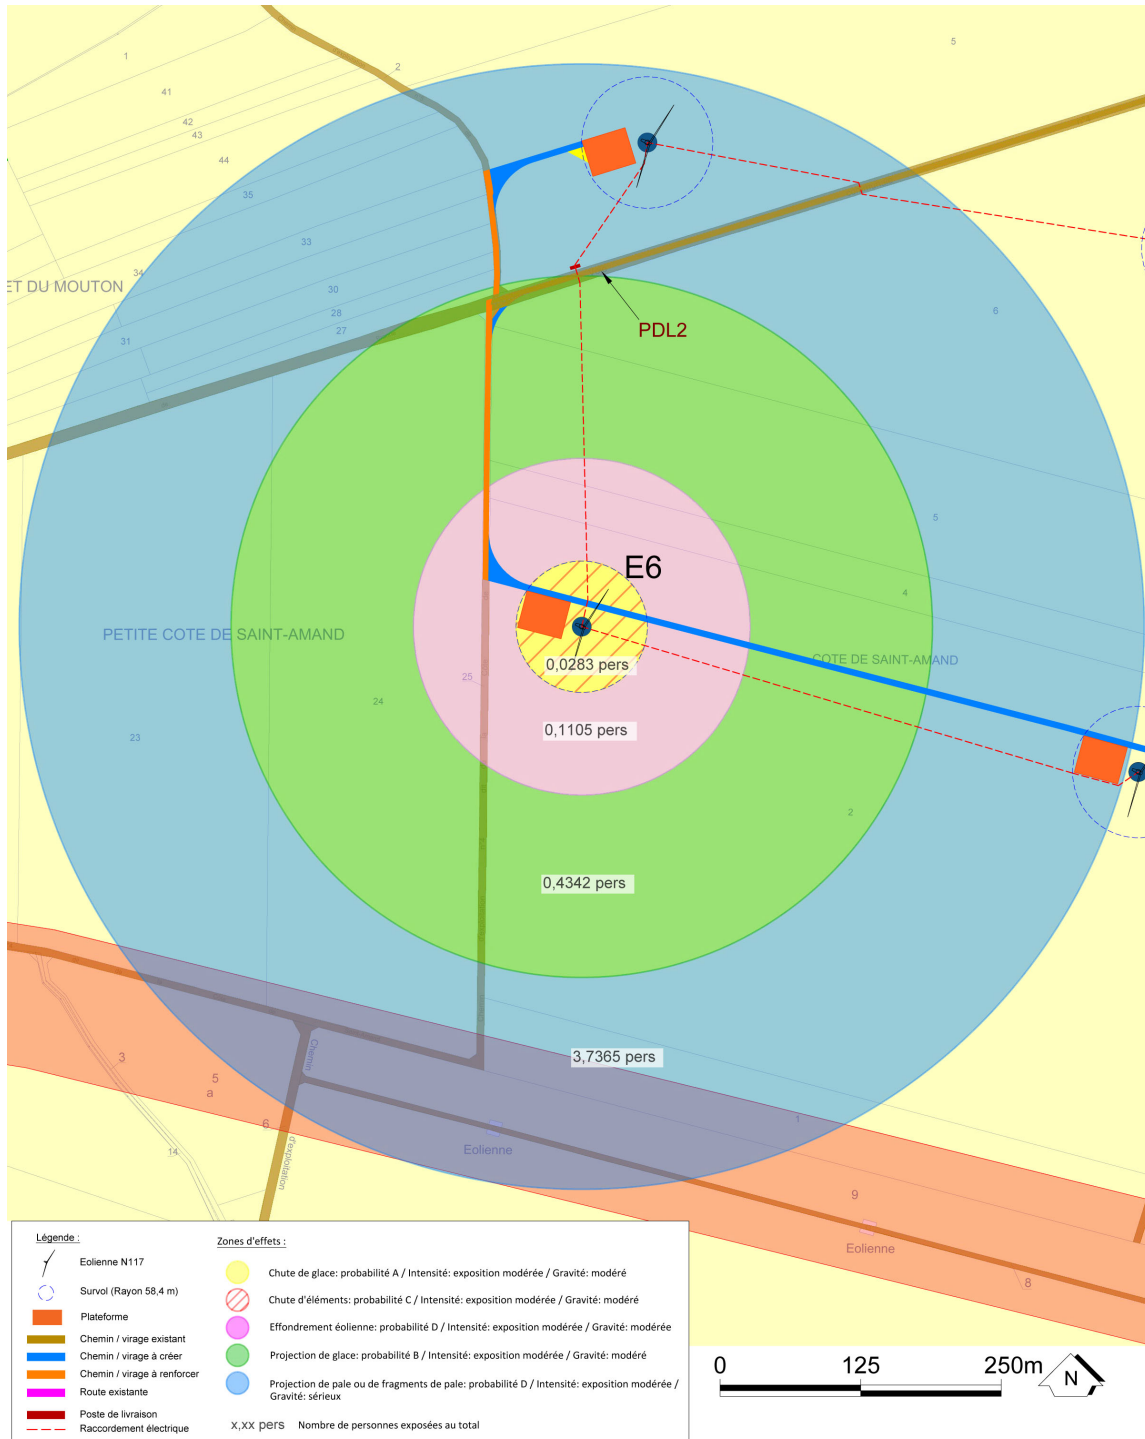 1
2
5
41
42
43
44
35
33
34
30
28
27
31
ET DU MOUTON
6
PDL2
5
4
E6
PETITE COTE DE SAINT-AMAND
COTE DE SAINT-AMAND
0,0283 pers
25
24
0,1105 pers
23
2
0,4342 pers
3,7365 pers
Chemin
3
5
a
6
14
d'exploitation
Eolienne
1
9
Eolienne
8
Légende :
Eolienne N117
Survol (Rayon 58,4 m)
Plateforme
Chemin / virage existant
Chemin / virage à créer
Chemin / virage à renforcer
Route existante
Poste de livraison
Raccordement électrique
Zones d'effets :
Chute de glace: probabilité A / Intensité: exposition modérée / Gravité: modéré
Chute d'éléments: probabilité C / Intensité: exposition modérée / Gravité: modéré
Effondrement éolienne: probabilité D / Intensité: exposition modérée / Gravité: modérée
Projection de glace: probabilité B / Intensité: exposition modérée / Gravité: modéré
Projection de pale ou de fragments de pale: probabilité D / Intensité: exposition modérée /
Gravité: sérieux
x,xx pers Nombre de personnes exposées au total
0 125 250m
N